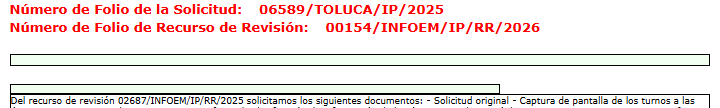 Número de Folio de la Solicitud: 06589/TOLUCA/IP/2025
Número de Folio de Recurso de Revisión: 00154/INFOEM/IP/RR/2026
Del recurso de revisión 02687/INFOEM/IP/RR/2025 solicitamos los siguientes documentos: - Solicitud original - Captura de pantalla de los turnos a las